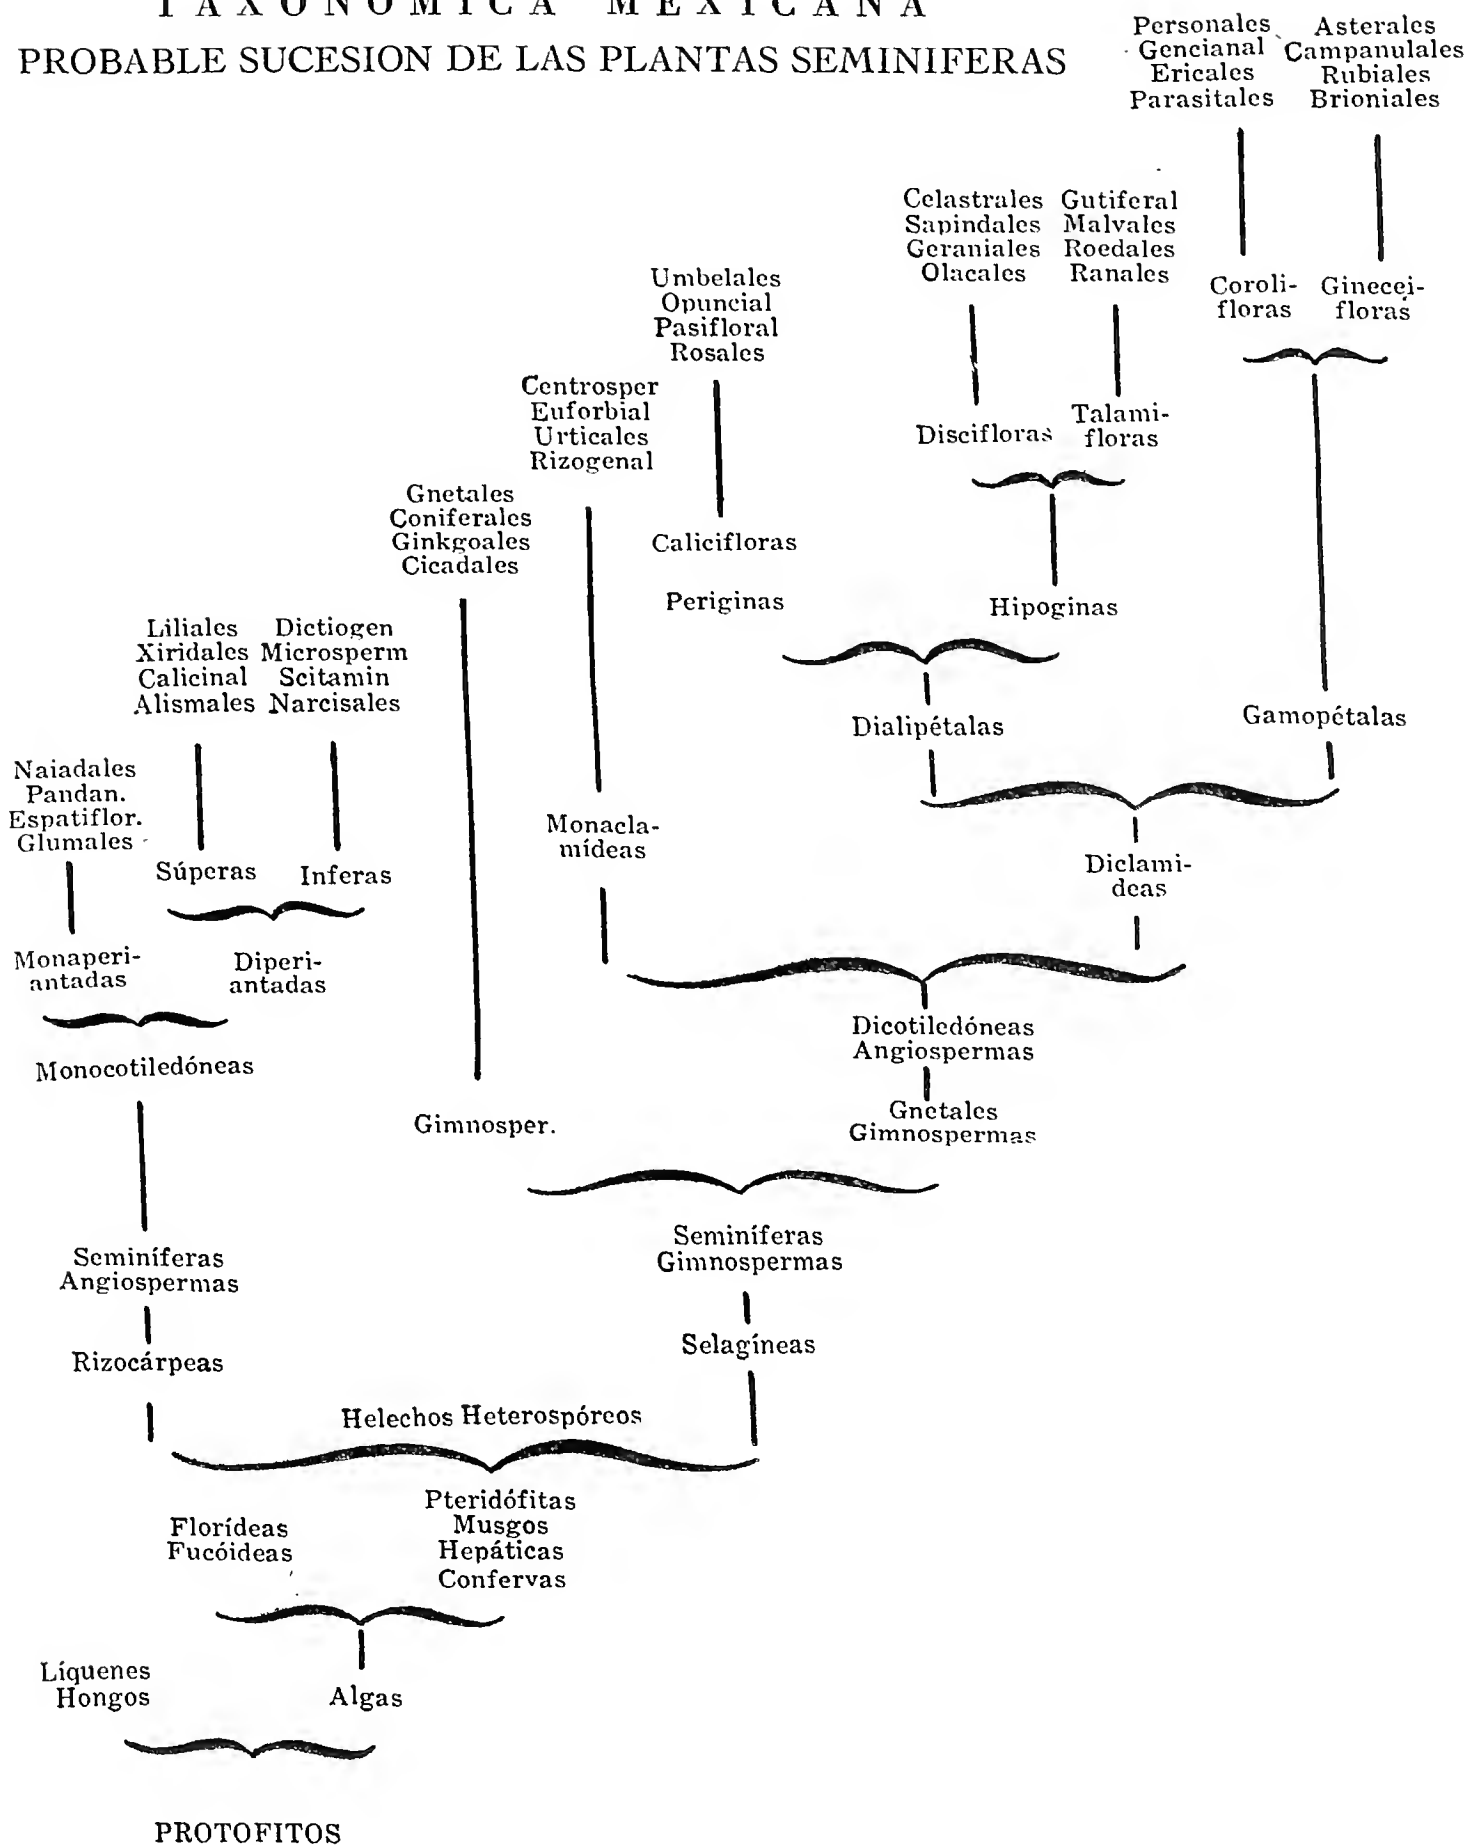 TAXONOMICA MEXICANA
PROBABLE SUCESION DE LAS PLANTAS SEMINIFERAS
Personales
Gencianal
Ericales
Parasitales
Asterales
Campanulales
Rubiales
Brioniales
Celastrales
Sapindales
Geraniales
Olacales
Gutiferal
Malvales
Roedales
Ranales
Coroli-
floras
Ginecei-
floras
Umbelales
Opuncial
Pasifloral
Rosales
Centrosper
Euforbial
Urticales
Rizogenal
Discifloras
Talami-
floras
Gnetales
Coniferales
Ginkgoales
Cicadales
Calicifloras
Periginas
Hipoginas
Liliales
Xiridales
Calicinal
Alismales
Dictiogen
Microsperm
Scitamin
Narcisales
Dialipétalas
Gamopétalas
Naiadales
Pandan.
Espatiflor.
Glumales
Monacla-
mídeas
Súperas
Inferas
Diclami-
deas
Monaperi-
antadas
Diperi-
antadas
Dicotiledóneas
Angiospermas
Monocotiledóneas
Gimnosper.
Gnetales
Gimnospermas
Seminíferas
Angiospermas
Seminíferas
Gimnospermas
Rizocárpeas
Selagíneas
Helechos Heterospóreos
Florídeas
Fucóideas
Pteridófitas
Musgos
Hepáticas
Confervas
Líquenes
Hongos
Algas
PROTOFITOS